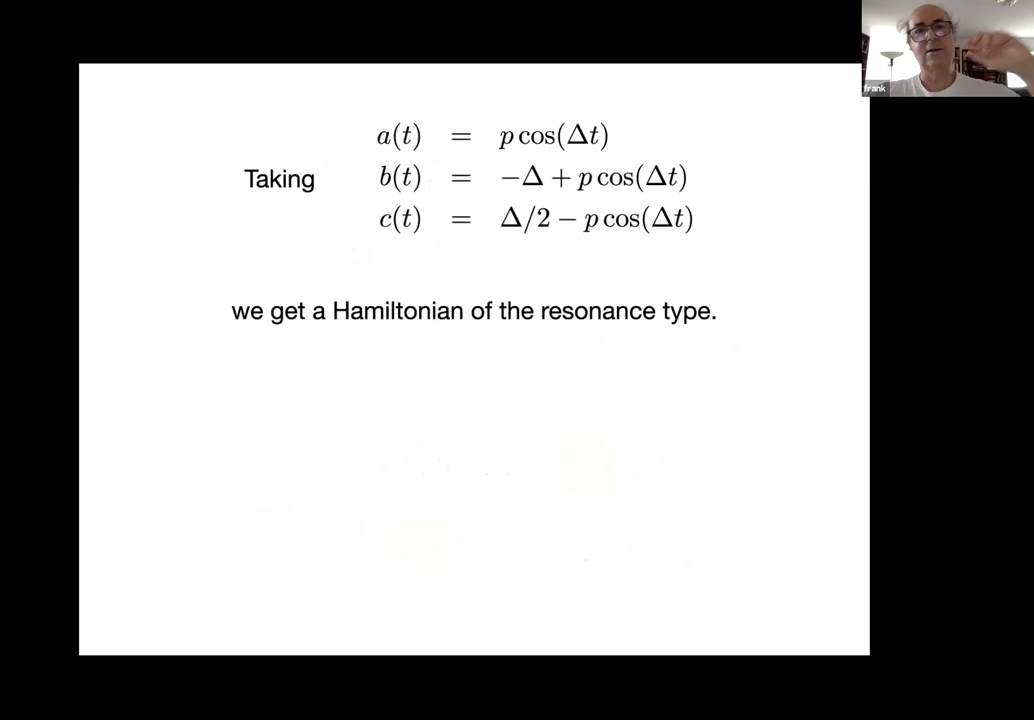 a(t) = p cos(Δt)
Taking b(t) = −Δ + p cos(Δt)
c(t) = Δ/2 − p cos(Δt)
we get a Hamiltonian of the resonance type.
frank